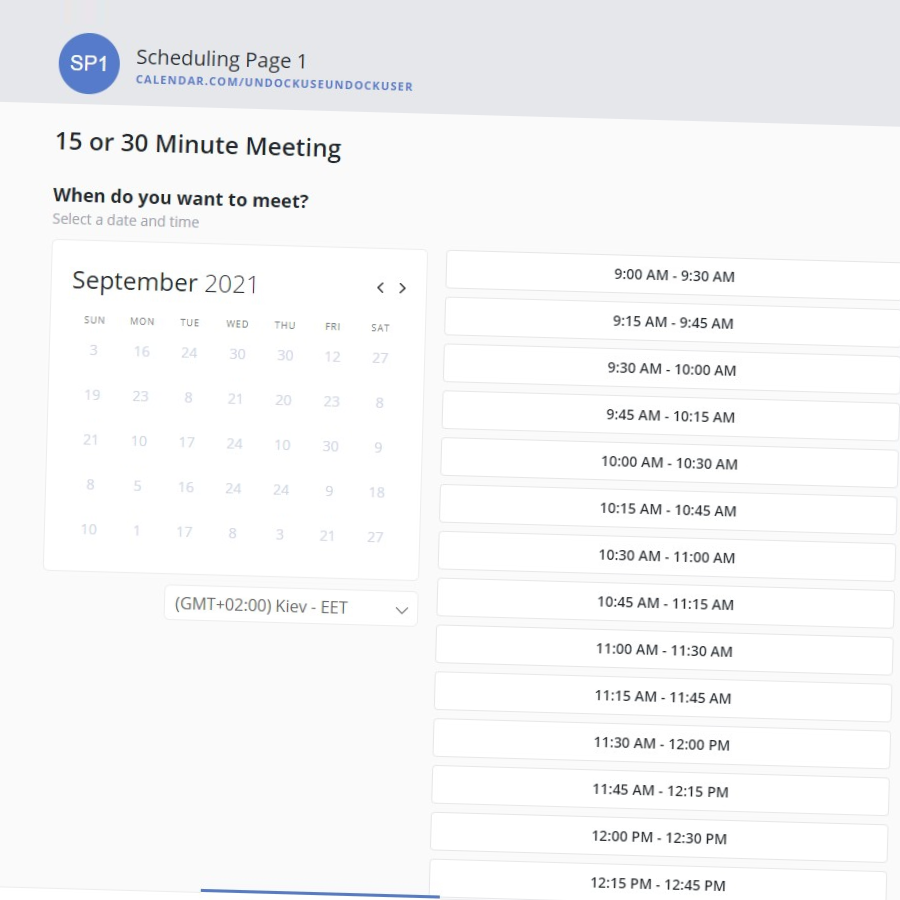 SP1
Scheduling Page 1
CALENDAR.COM/UNDOCKUSEUNDOCKUSER
15 or 30 Minute Meeting
When do you want to meet?
Select a date and time
September 2021
SUN MON TUE WED THU FRI SAT
3 16 24 30 30 12 27
19 23 8 21 20 23 8
21 10 17 24 10 30 9
8 5 16 24 24 9 18
10 1 17 8 3 21 27
(GMT+02:00) Kiev - EET
9:00 AM - 9:30 AM
9:15 AM - 9:45 AM
9:30 AM - 10:00 AM
9:45 AM - 10:15 AM
10:00 AM - 10:30 AM
10:15 AM - 10:45 AM
10:30 AM - 11:00 AM
10:45 AM - 11:15 AM
11:00 AM - 11:30 AM
11:15 AM - 11:45 AM
11:30 AM - 12:00 PM
11:45 AM - 12:15 PM
12:00 PM - 12:30 PM
12:15 PM - 12:45 PM